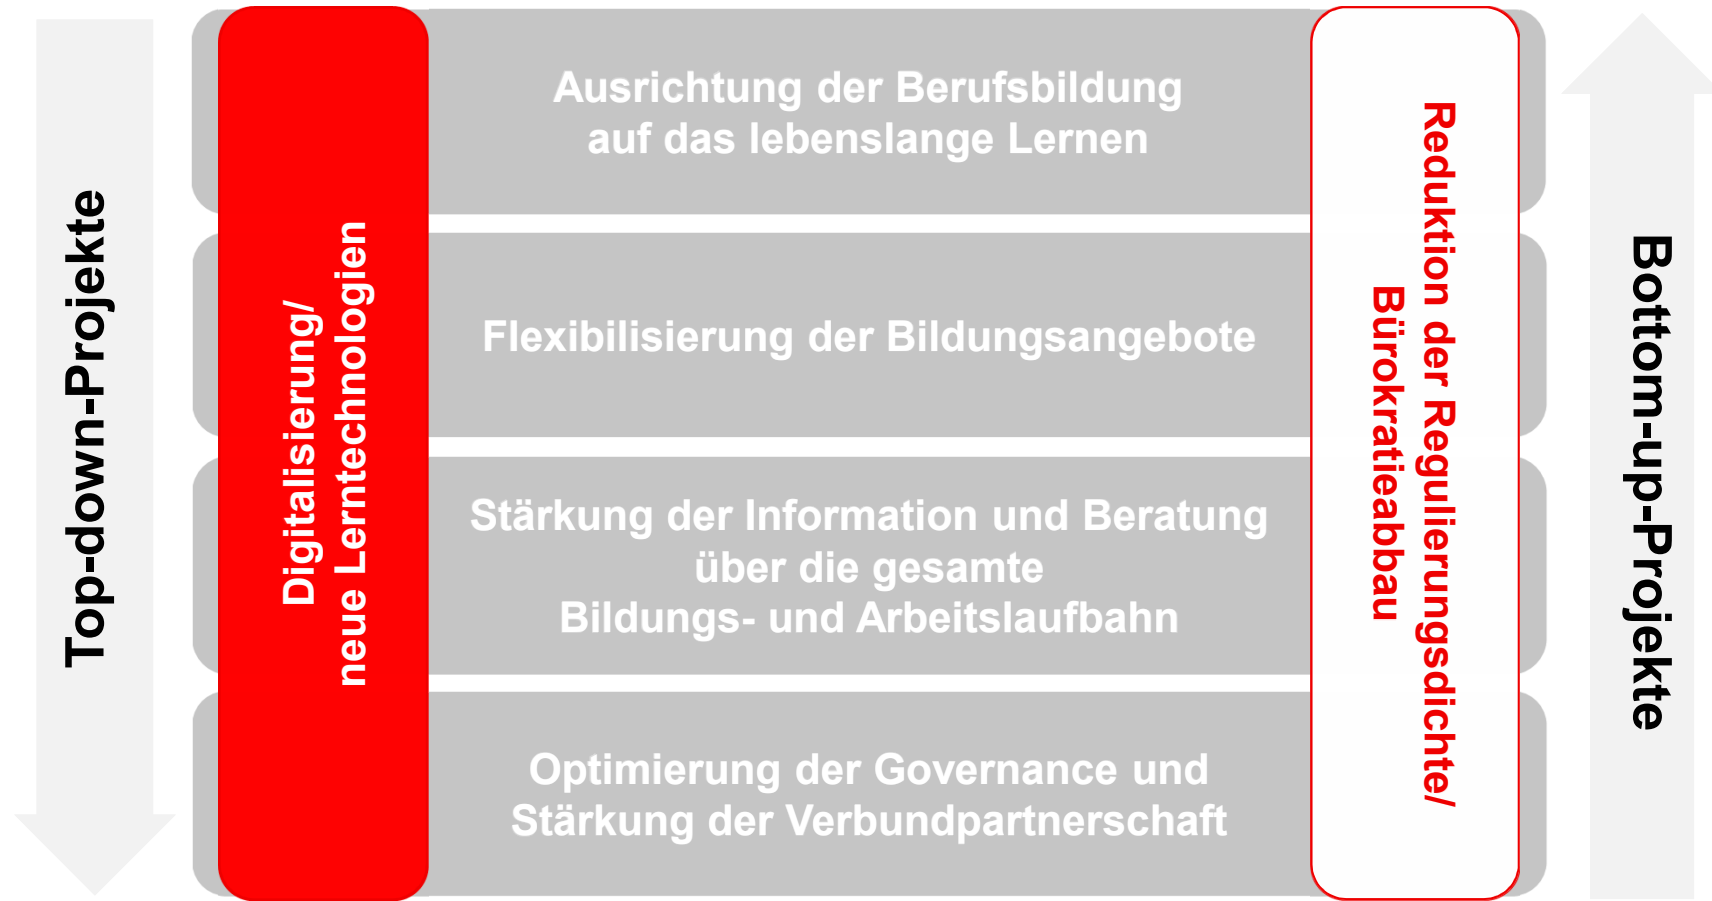 Top-down-Projekte
Digitalisierung/
neue Lerntechnologien
Ausrichtung der Berufsbildung
auf das lebenslange Lernen
Flexibilisierung der Bildungsangebote
Stärkung der Information und Beratung
über die gesamte
Bildungs- und Arbeitslaufbahn
Optimierung der Governance und
Stärkung der Verbundpartnerschaft
Reduktion der Regulierungsdichte/
Bürokratieabbau
Bottom-up-Projekte